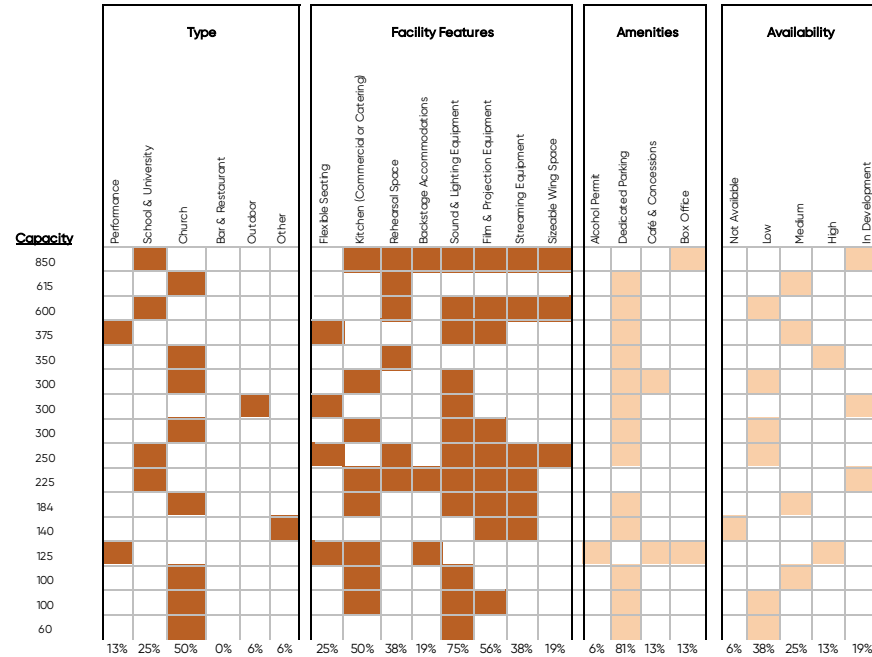 Type Facility Features Amenities Availability
Performance
School & University
Church
Bar & Restaurant
Outdoor
Other
Flexible Seating
Kitchen (Commercial or Catering)
Rehearsal Space
Backstage Accommodations
Sound & Lighting Equipment
Film & Projection Equipment
Streaming Equipment
Sizeable Wing Space
Alcohol Permit
Dedicated Parking
Café & Concessions
Box Office
Not Available
Low
Medium
High
In Development
Capacity
850
615
600
375
350
300
300
300
250
225
184
140
125
100
100
60
13% 25% 50% 0% 6% 6% 25% 50% 38% 19% 75% 56% 38% 19% 6% 81% 13% 13% 6% 38% 25% 13% 19%